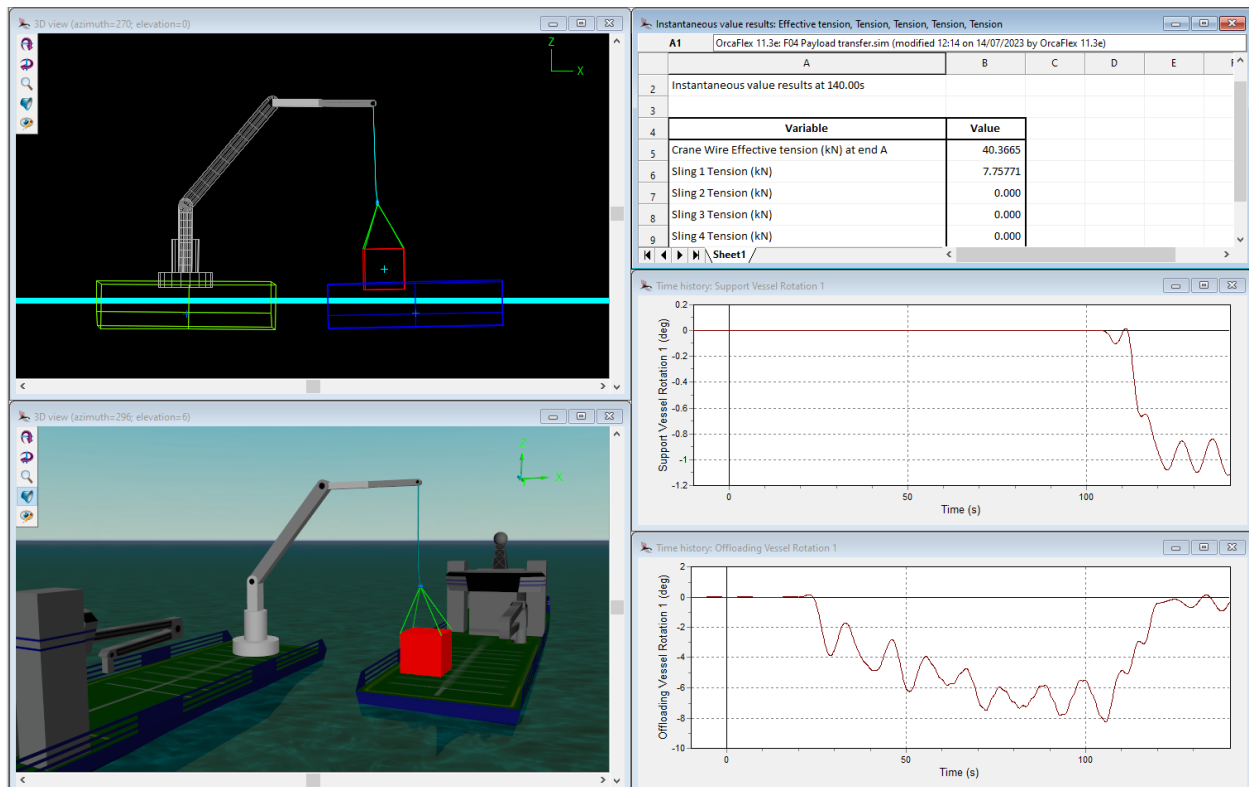 3D view (azimuth=270; elevation=0)
Z
X
3D view (azimuth=296; elevation=6)
Z
X
Instantaneous value results: Effective tension, Tension, Tension, Tension, Tension
A1 OrcaFlex 11.3e: F04 Payload transfer.sim (modified 12:14 on 14/07/2023 by OrcaFlex 11.3e)
A B C D E F
2 Instantaneous value results at 140.00s
3
4 Variable Value
5 Crane Wire Effective tension (kN) at end A 40.3665
6 Sling 1 Tension (kN) 7.75771
7 Sling 2 Tension (kN) 0.000
8 Sling 3 Tension (kN) 0.000
9 Sling 4 Tension (kN) 0.000
Sheet1
Time history: Support Vessel Rotation 1
Support Vessel Rotation 1 (deg)
0.2
0
-0.2
-0.4
-0.6
-0.8
-1
-1.2
0 50 100
Time (s)
Time history: Offloading Vessel Rotation 1
Offloading Vessel Rotation 1 (deg)
2
0
-2
-4
-6
-8
-10
0 50 100
Time (s)